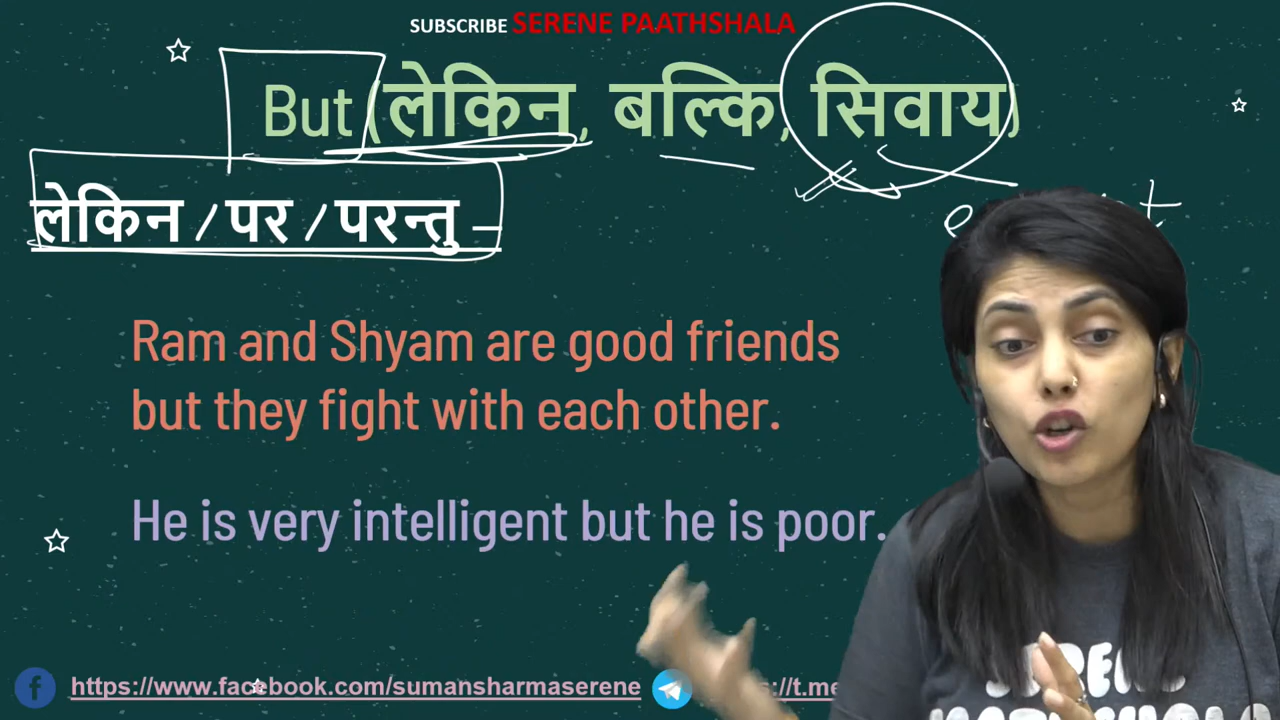 SUBSCRIBE SERENE PAATHSHALA
But (लेकिन, बल्कि, सिवाय)
लेकिन / पर / परन्तु –
Ram and Shyam are good friends
but they fight with each other.
He is very intelligent but he is poor.
https://www.facebook.com/sumansharmaserene